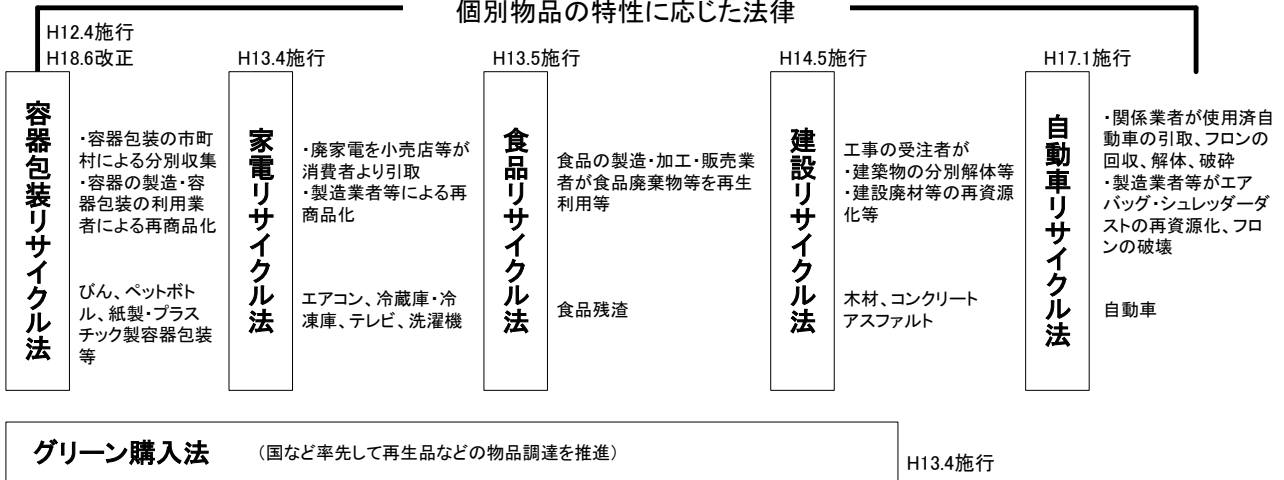 個別物品の特性に応じた法律
H12.4施行
H18.6改正
容器包装リサイクル法
・容器包装の市町
村による分別収集
・容器の製造・容
器包装の利用業
者による再商品化
びん、ペットボト
ル、紙製・プラス
チック製容器包装
等
H13.4施行
家電リサイクル法
・廃家電を小売店等が
消費者より引取
・製造業者等による再
商品化
エアコン、冷蔵庫・冷
凍庫、テレビ、洗濯機
H13.5施行
食品リサイクル法
食品の製造・加工・販売業
者が食品廃棄物等を再生
利用等
食品残渣
H14.5施行
建設リサイクル法
工事の受注者が
・建築物の分別解体等
・建設廃材等の再資源
化等
木材、コンクリート
アスファルト
H17.1施行
自動車リサイクル法
・関係業者が使用済自
動車の引取、フロンの
回収、解体、破砕
・製造業者等がエア
バッグ・シュレッダーダ
ストの再資源化、フロ
ンの破壊
自動車
グリーン購入法 (国など率先して再生品などの物品調達を推進)
H13.4施行